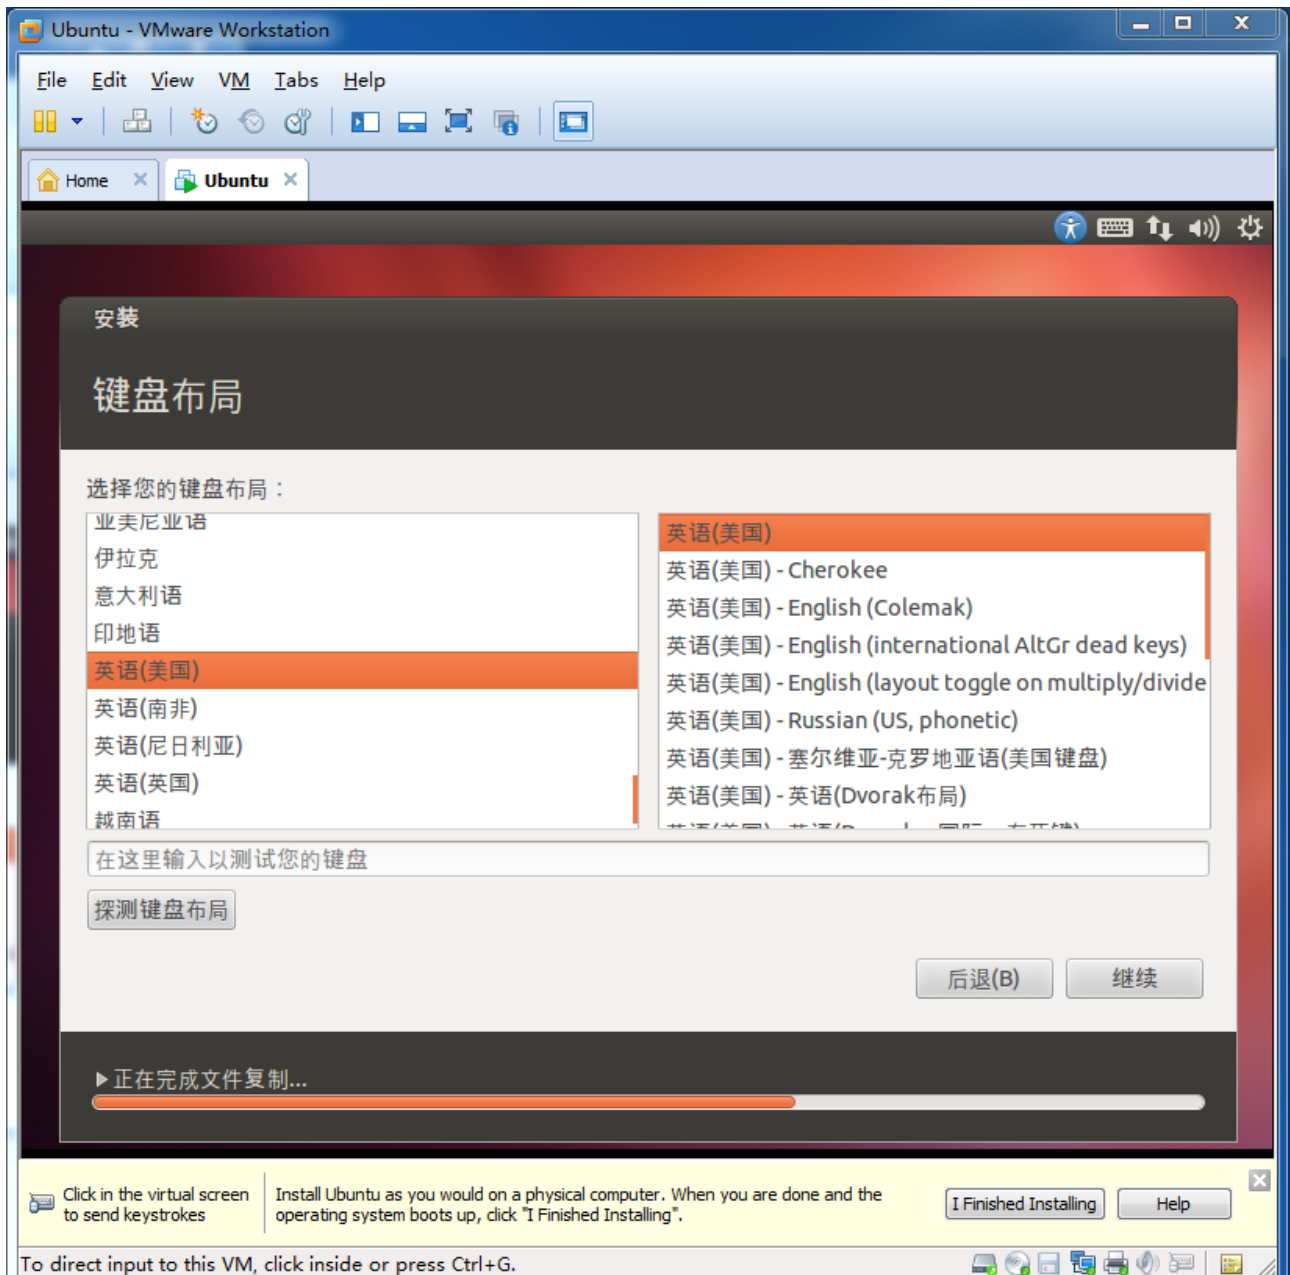 Ubuntu - VMware Workstation
File Edit View VM Tabs Help
Home Ubuntu
安装
键盘布局
选择您的键盘布局：
亚美尼亚语
伊拉克
意大利语
印地语
英语(美国)
英语(南非)
英语(尼日利亚)
英语(英国)
越南语
英语(美国)
英语(美国) - Cherokee
英语(美国) - English (Colemak)
英语(美国) - English (international AltGr dead keys)
英语(美国) - English (layout toggle on multiply/divide
英语(美国) - Russian (US, phonetic)
英语(美国) - 塞尔维亚-克罗地亚语(美国键盘)
英语(美国) - 英语(Dvorak布局)
在这里输入以测试您的键盘
探测键盘布局
后退(B) 继续
正在完成文件复制...
Click in the virtual screen
to send keystrokes
Install Ubuntu as you would on a physical computer. When you are done and the
operating system boots up, click "I Finished Installing".
I Finished Installing Help
To direct input to this VM, click inside or press Ctrl+G.